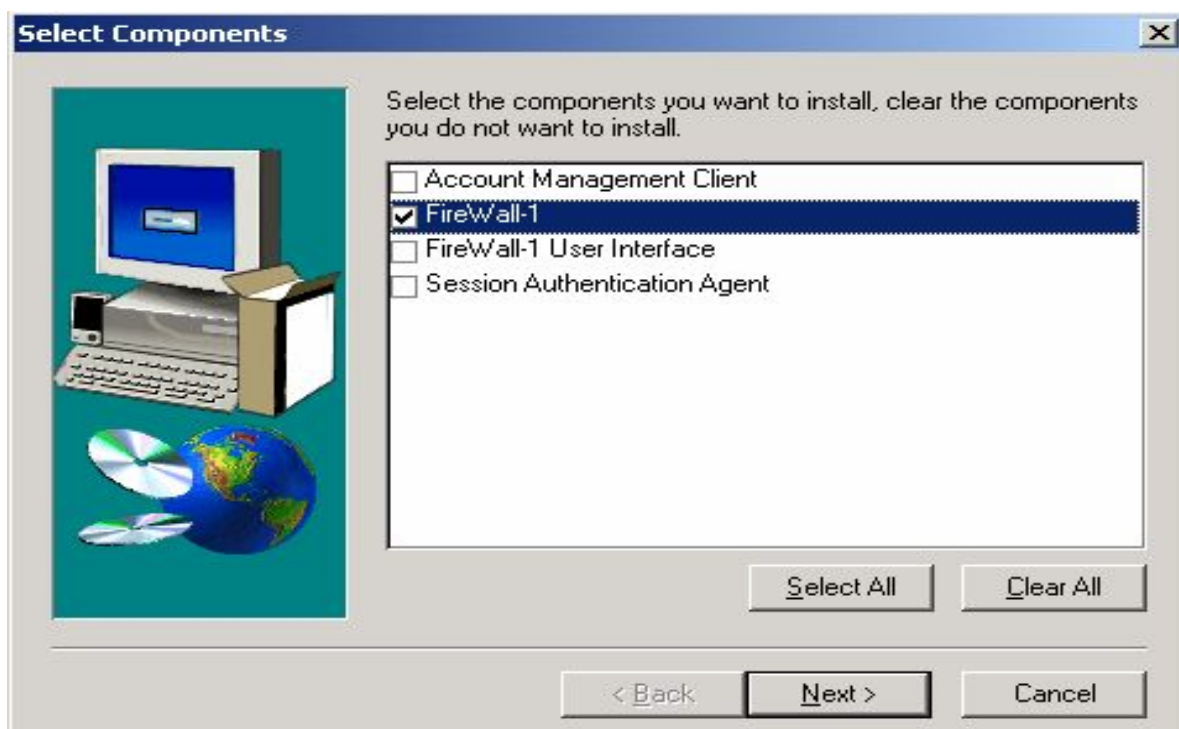 Select Components
Select the components you want to install, clear the components
you do not want to install.
Account Management Client
FireWall-1
FireWall-1 User Interface
Session Authentication Agent
Select All
Clear All
< Back
Next >
Cancel